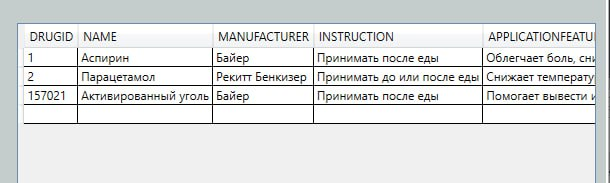 DRUGID NAME MANUFACTURER INSTRUCTION APPLICATIONFEATU
1 Аспирин Байер Принимать после еды Облегчает боль, сни
2 Парацетамол Рекитт Бенкизер Принимать до или после еды Снижает температу
157021 Активированный уголь Байер Принимать после еды Помогает вывести и